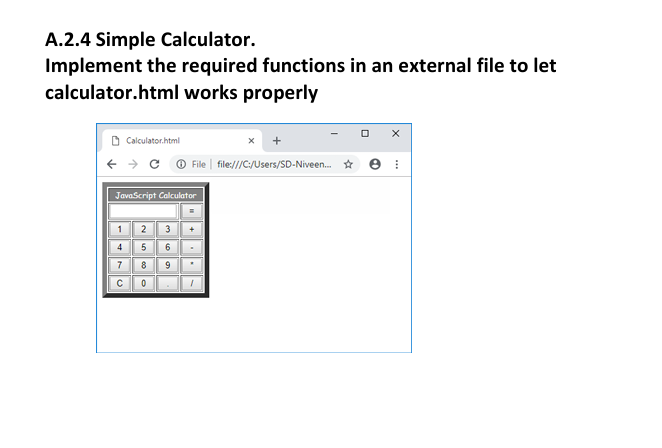 A.2.4 Simple Calculator.
Implement the required functions in an external file to let
calculator.html works properly
Calculator.html × +
File | file:///C:/Users/SD-Niveen...
JavaScript Calculator
=
1 2 3 +
4 5 6 -
7 8 9 *
C 0 . /